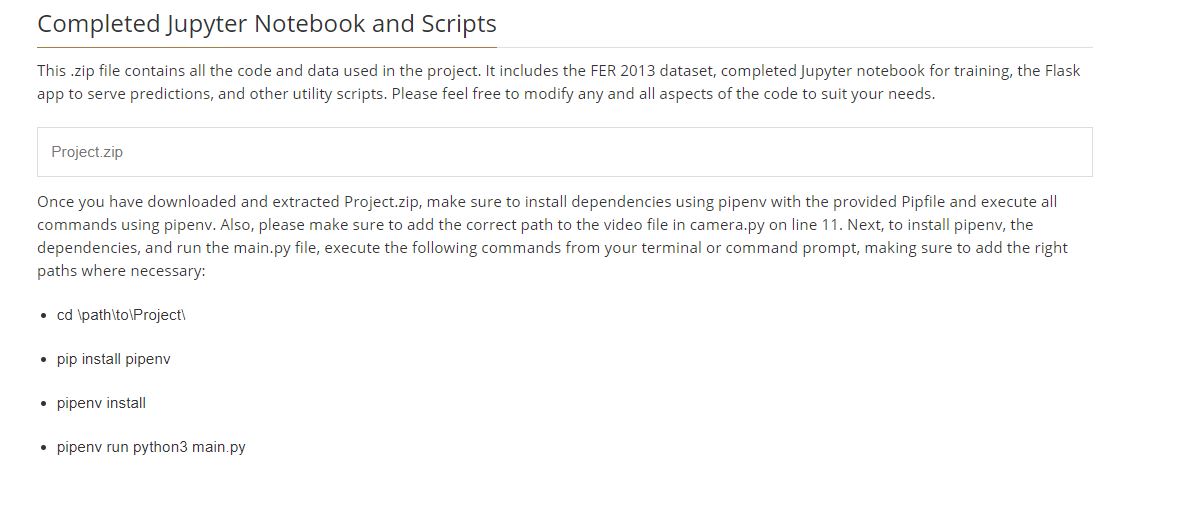 Completed Jupyter Notebook and Scripts
This .zip file contains all the code and data used in the project. It includes the FER 2013 dataset, completed Jupyter notebook for training, the Flask
app to serve predictions, and other utility scripts. Please feel free to modify any and all aspects of the code to suit your needs.
Project.zip
Once you have downloaded and extracted Project.zip, make sure to install dependencies using pipenv with the provided Pipfile and execute all
commands using pipenv. Also, please make sure to add the correct path to the video file in camera.py on line 11. Next, to install pipenv, the
dependencies, and run the main.py file, execute the following commands from your terminal or command prompt, making sure to add the right
paths where necessary:
• cd \path\to\Project\
• pip install pipenv
• pipenv install
• pipenv run python3 main.py